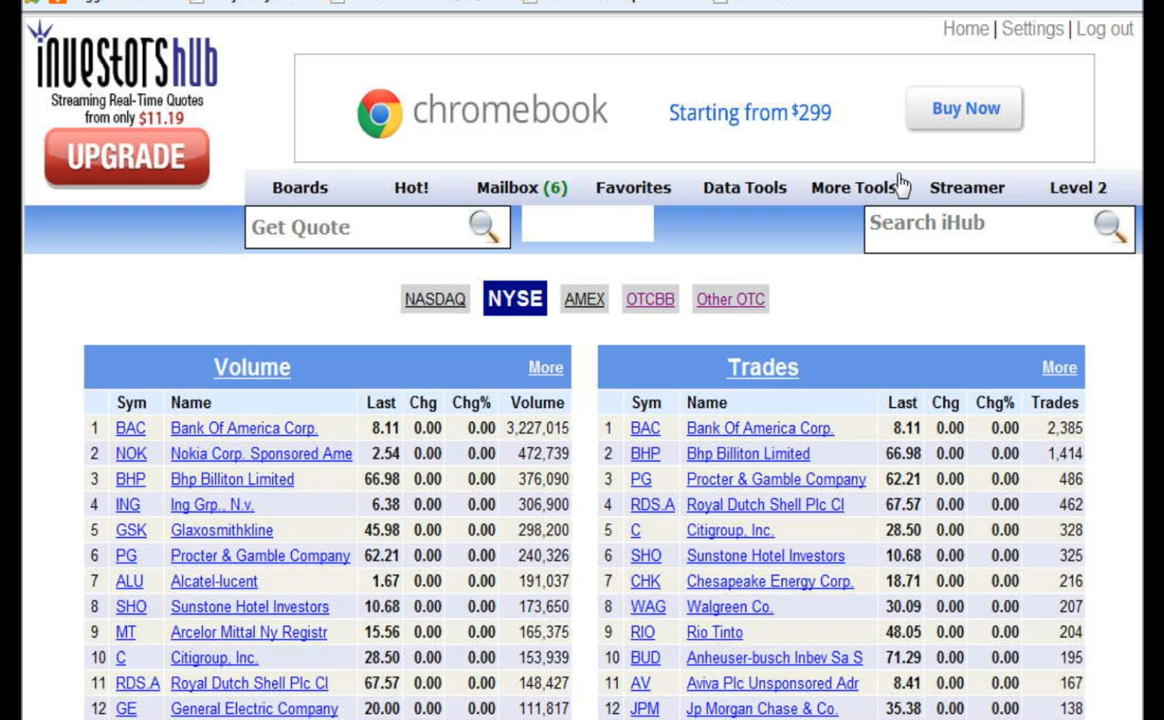 Home | Settings | Log out
investorshub
Streaming Real-Time Quotes
from only $11.19
UPGRADE
chromebook Starting from $299 Buy Now
Boards Hot! Mailbox (6) Favorites Data Tools More Tools Streamer Level 2
Get Quote Search iHub
NASDAQ NYSE AMEX OTCBB Other OTC
Volume More
Sym Name Last Chg Chg% Volume
1 BAC Bank Of America Corp. 8.11 0.00 0.00 3,227,015
2 NOK Nokia Corp. Sponsored Ame 2.54 0.00 0.00 472,739
3 BHP Bhp Billiton Limited 66.98 0.00 0.00 376,090
4 ING Ing Grp., N.v. 6.38 0.00 0.00 306,900
5 GSK Glaxosmithkline 45.98 0.00 0.00 298,200
6 PG Procter & Gamble Company 62.21 0.00 0.00 240,326
7 ALU Alcatel-lucent 1.67 0.00 0.00 191,037
8 SHO Sunstone Hotel Investors 10.68 0.00 0.00 173,650
9 MT Arcelor Mittal Ny Registr 15.56 0.00 0.00 165,375
10 C Citigroup, Inc. 28.50 0.00 0.00 153,939
11 RDS.A Royal Dutch Shell Plc Cl 67.57 0.00 0.00 148,427
12 GE General Electric Company 20.00 0.00 0.00 111,817
Trades More
Sym Name Last Chg Chg% Trades
1 BAC Bank Of America Corp. 8.11 0.00 0.00 2,385
2 BHP Bhp Billiton Limited 66.98 0.00 0.00 1,414
3 PG Procter & Gamble Company 62.21 0.00 0.00 486
4 RDS.A Royal Dutch Shell Plc Cl 67.57 0.00 0.00 462
5 C Citigroup, Inc. 28.50 0.00 0.00 328
6 SHO Sunstone Hotel Investors 10.68 0.00 0.00 325
7 CHK Chesapeake Energy Corp. 18.71 0.00 0.00 216
8 WAG Walgreen Co. 30.09 0.00 0.00 207
9 RIO Rio Tinto 48.05 0.00 0.00 204
10 BUD Anheuser-busch Inbev Sa S 71.29 0.00 0.00 195
11 AV Aviva Plc Unsponsored Adr 8.41 0.00 0.00 167
12 JPM Jp Morgan Chase & Co. 35.38 0.00 0.00 138